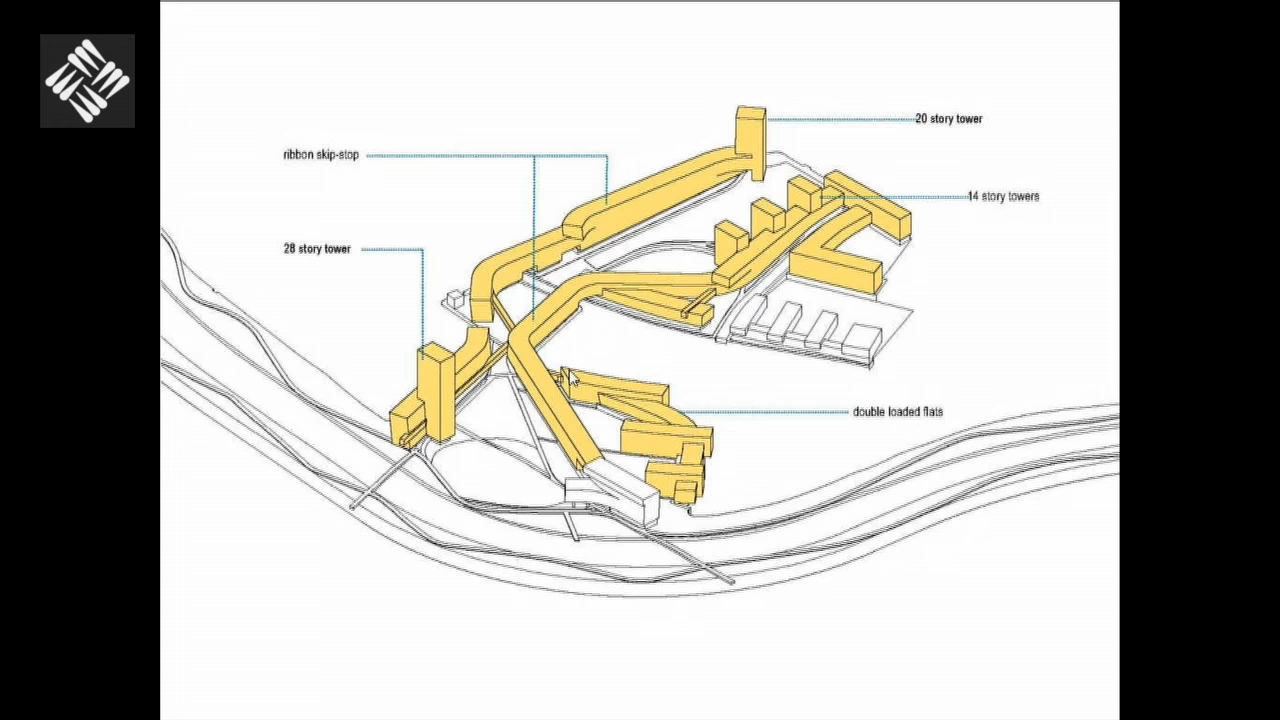 20 story tower
ribbon skip-stop
14 story towers
28 story tower
double loaded flats